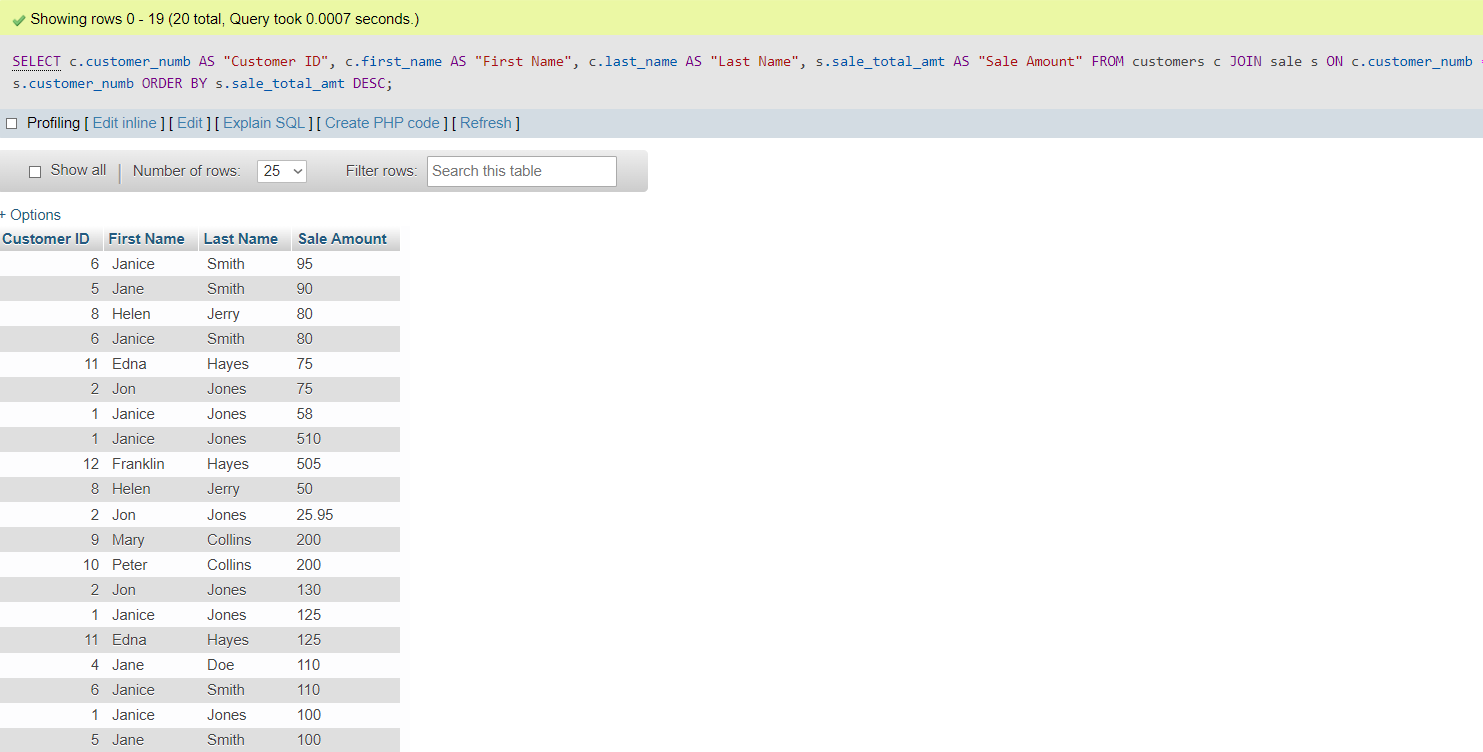 Showing rows 0 - 19 (20 total, Query took 0.0007 seconds.)
SELECT c.customer_numb AS "Customer ID", c.first_name AS "First Name", c.last_name AS "Last Name", s.sale_total_amt AS "Sale Amount" FROM customers c JOIN sale s ON c.customer_numb =
s.customer_numb ORDER BY s.sale_total_amt DESC;
Profiling [ Edit inline ] [ Edit ] [ Explain SQL ] [ Create PHP code ] [ Refresh ]
Show all | Number of rows: 25 Filter rows: Search this table
+ Options
Customer ID First Name Last Name Sale Amount
6 Janice Smith 95
5 Jane Smith 90
8 Helen Jerry 80
6 Janice Smith 80
11 Edna Hayes 75
2 Jon Jones 75
1 Janice Jones 58
1 Janice Jones 510
12 Franklin Hayes 505
8 Helen Jerry 50
2 Jon Jones 25.95
9 Mary Collins 200
10 Peter Collins 200
2 Jon Jones 130
1 Janice Jones 125
11 Edna Hayes 125
4 Jane Doe 110
6 Janice Smith 110
1 Janice Jones 100
5 Jane Smith 100